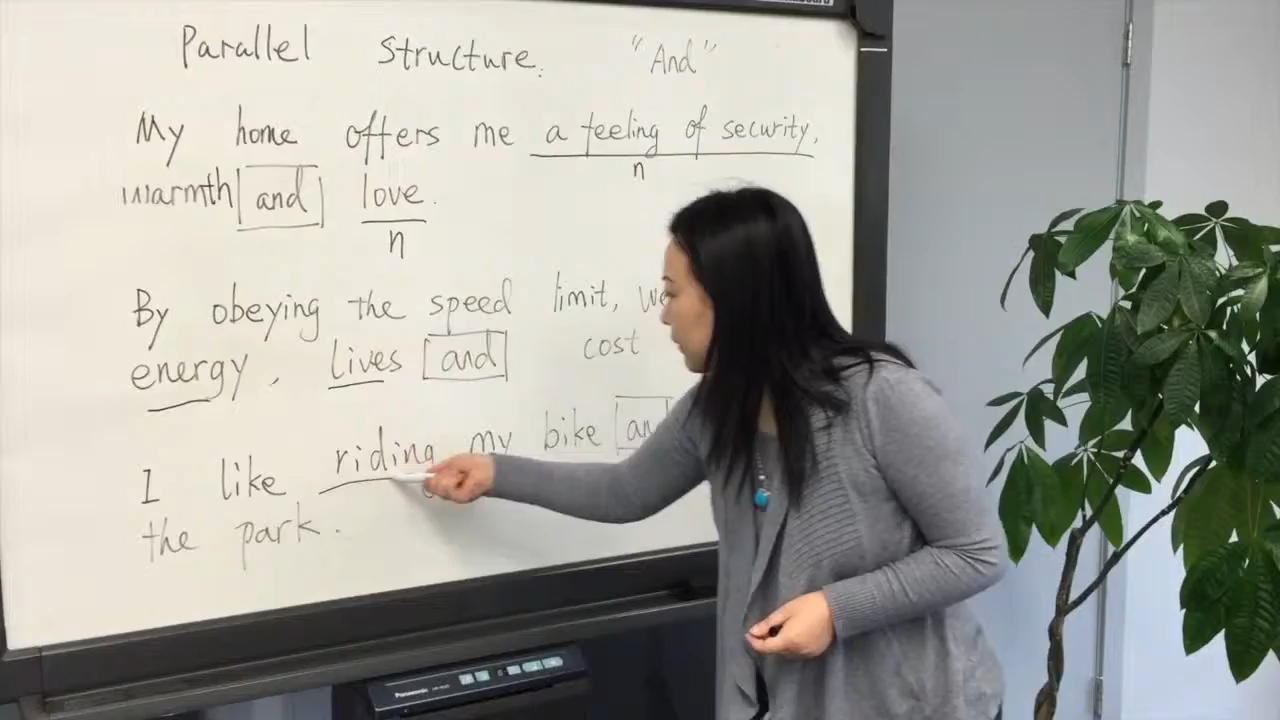 Parallel Structure. "And"
My home offers me a feeling of security,
n
warmth and love.
n
By obeying the speed limit, we
energy, lives and cost
I like riding my bike
the park.
Panasonic